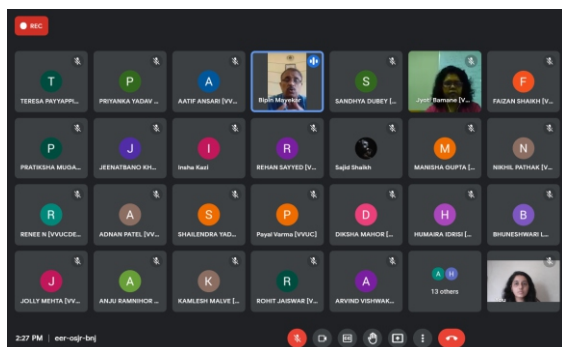 REC
T
P
A
S
F
TERESA PAYYAPPI...
PRIYANKA YADAV ...
AATIF ANSARI [VV...
Bipin Mayekar
SANDHYA DUBEY [...
Jyoti Bamane [V...
FAIZAN SHAIKH [V...
P
J
I
R
M
N
PRATIKSHA MUGA...
JEENATBANO KH...
Insha Kazi
REHAN SAYYED [V...
Sajid Shaikh
MANISHA GUPTA [...
NIKHIL PATHAK [V...
R
A
S
P
D
H
B
RENEE N [VVUCDE...
ADNAN PATEL [VV...
SHAILENDRA YAD...
Payal Varma [VVUC]
DIKSHA MAHOR [...
HUMAIRA IDRISI [...
BHUNESHWARI L...
J
A
K
R
A
A H
JOLLY MEHTA [VV...
ANJU RAMNIHOR ...
KAMLESH MALVE [...
ROHIT JAISWAR [V...
ARVIND VISHWAK...
13 others
2:27 PM | eer-osjr-bnj